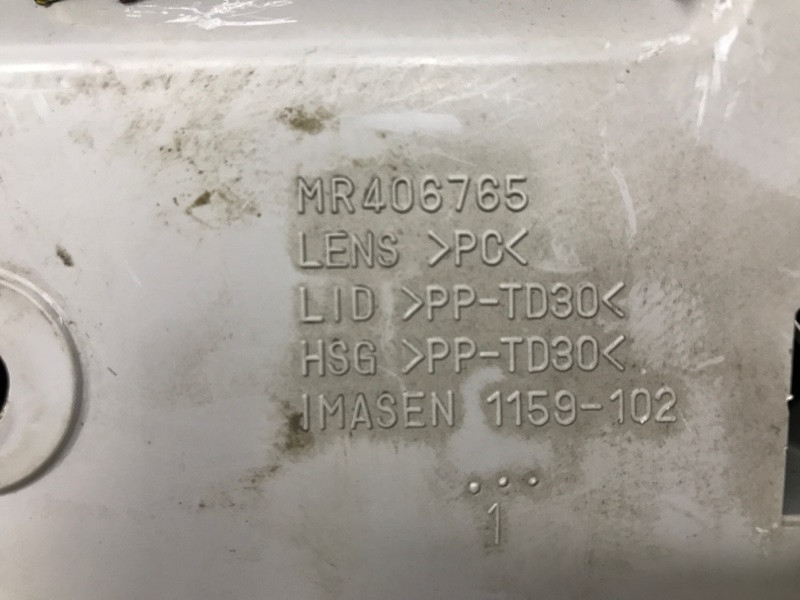 MR406765
LENS >PC<
LID >PP-TD30<
HSG >PP-TD30<
IMASEN 1159-102
...
1